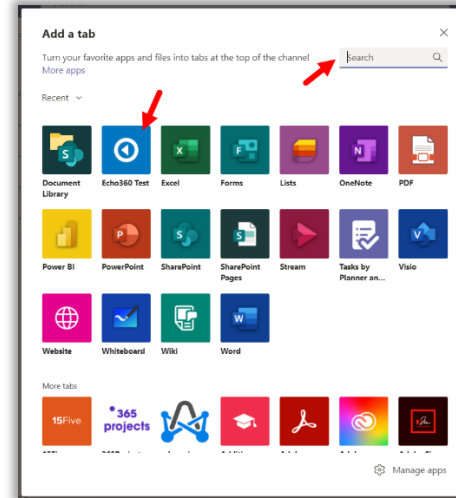 Add a tab
Turn your favorite apps and files into tabs at the top of the channel
More apps
Search
Recent
Document Library
Echo360 Test
Excel
Forms
Lists
OneNote
PDF
Power BI
PowerPoint
SharePoint
SharePoint Pages
Stream
Tasks by Planner an...
Visio
Website
Whiteboard
Wiki
Word
More tabs
15Five
365 projects
Manage apps